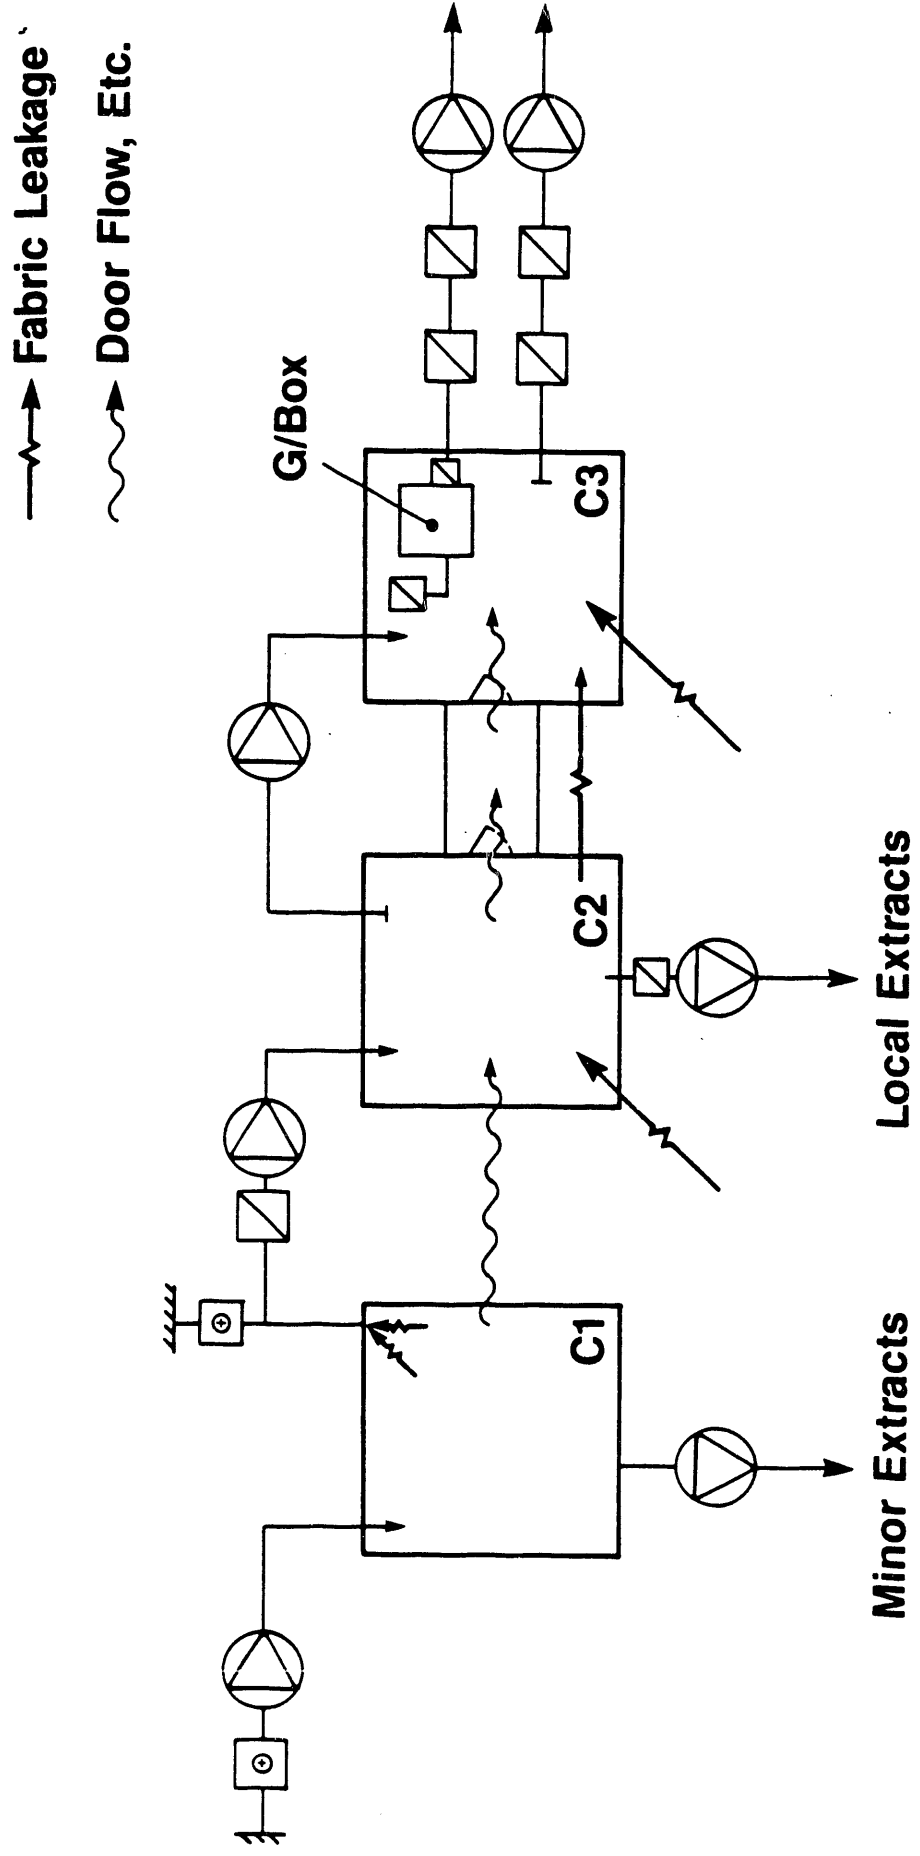 Fabric Leakage
Door Flow, Etc.
G/Box
C1
C2
C3
Minor Extracts
Local Extracts